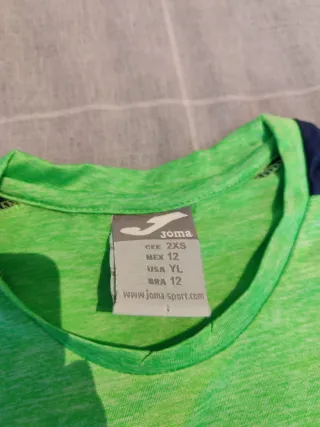 Joma
CEE 2XS
MEX 12
USA YL
BRA 12
www.joma-sport.com